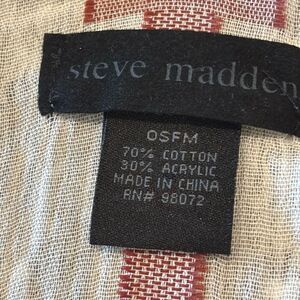 steve madden
OSFM
70% COTTON
30% ACRYLIC
MADE IN CHINA
RN# 98072